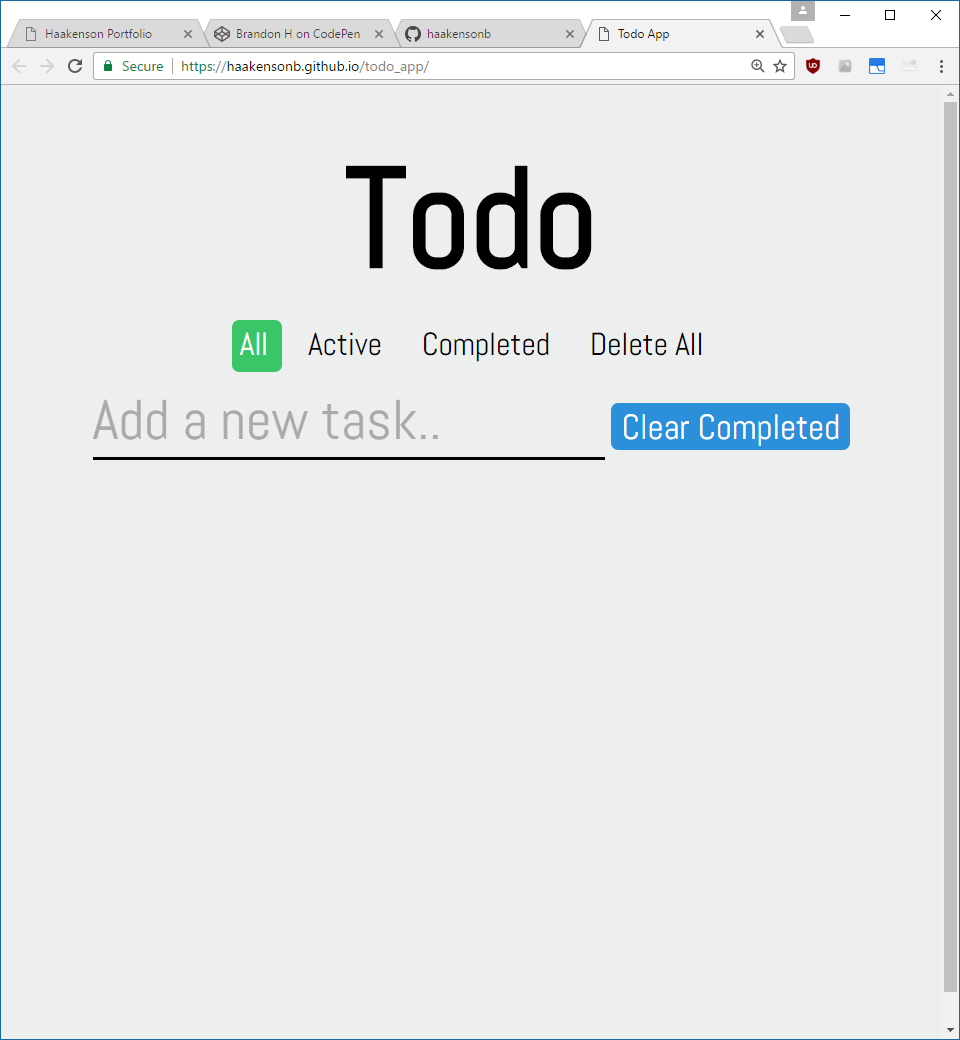 Haakenson Portfolio
Brandon H on CodePen
haakensonb
Todo App
Secure https://haakensonb.github.io/todo_app/
Todo
All Active Completed Delete All
Add a new task..
Clear Completed